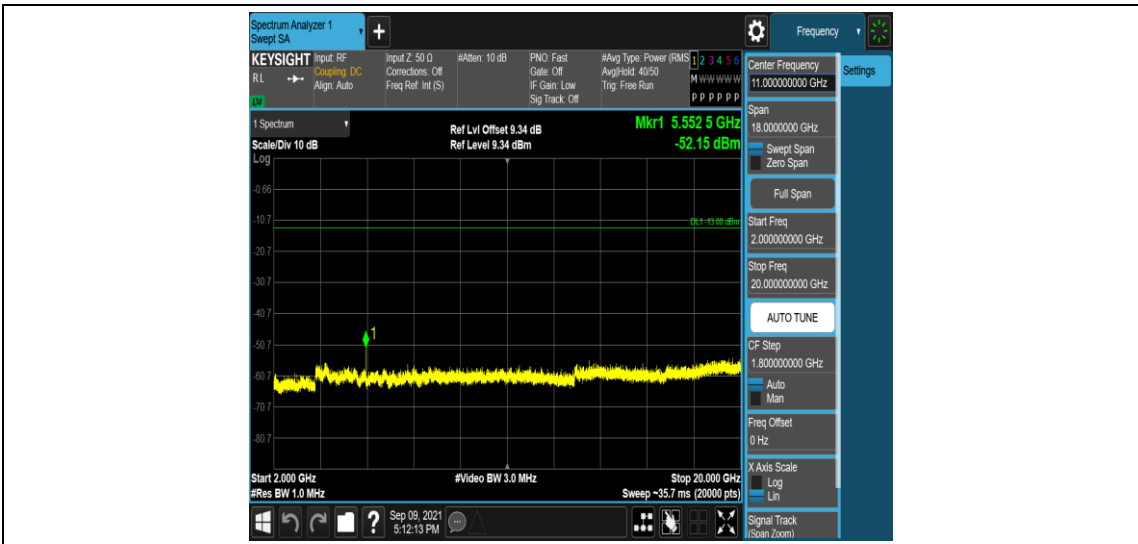 Spectrum Analyzer 1
Swept SA
+
Frequency
KEYSIGHT
RL
LXI
Input: RF
Coupling: DC
Align: Auto
Input Z: 50 Ω
Corrections: Off
Freq Ref: Int (S)
#Atten: 10 dB
PNO: Fast
Gate: Off
IF Gain: Low
Sig Track: Off
#Avg Type: Power (RMS
Avg|Hold: 40/50
Trig: Free Run
1 2 3 4 5 6
M W W W W W
P P P P P P
Center Frequency
11.000000000 GHz
Settings
1 Spectrum
Scale/Div 10 dB
Ref Lvl Offset 9.34 dB
Ref Level 9.34 dBm
Mkr1 5.552 5 GHz
-52.15 dBm
Log
-0.66
-10.7
-20.7
-30.7
-40.7
-50.7
-60.7
-70.7
-80.7
DL1 -13.00 dBm
1
Span
18.0000000 GHz
Swept Span
Zero Span
Full Span
Start Freq
2.000000000 GHz
Stop Freq
20.000000000 GHz
AUTO TUNE
CF Step
1.800000000 GHz
Auto
Man
Freq Offset
0 Hz
X Axis Scale
Log
Lin
Signal Track
(Span Zoom)
Start 2.000 GHz
#Res BW 1.0 MHz
#Video BW 3.0 MHz
Stop 20.000 GHz
Sweep ~35.7 ms (20000 pts)
?
Sep 09, 2021
5:12:13 PM